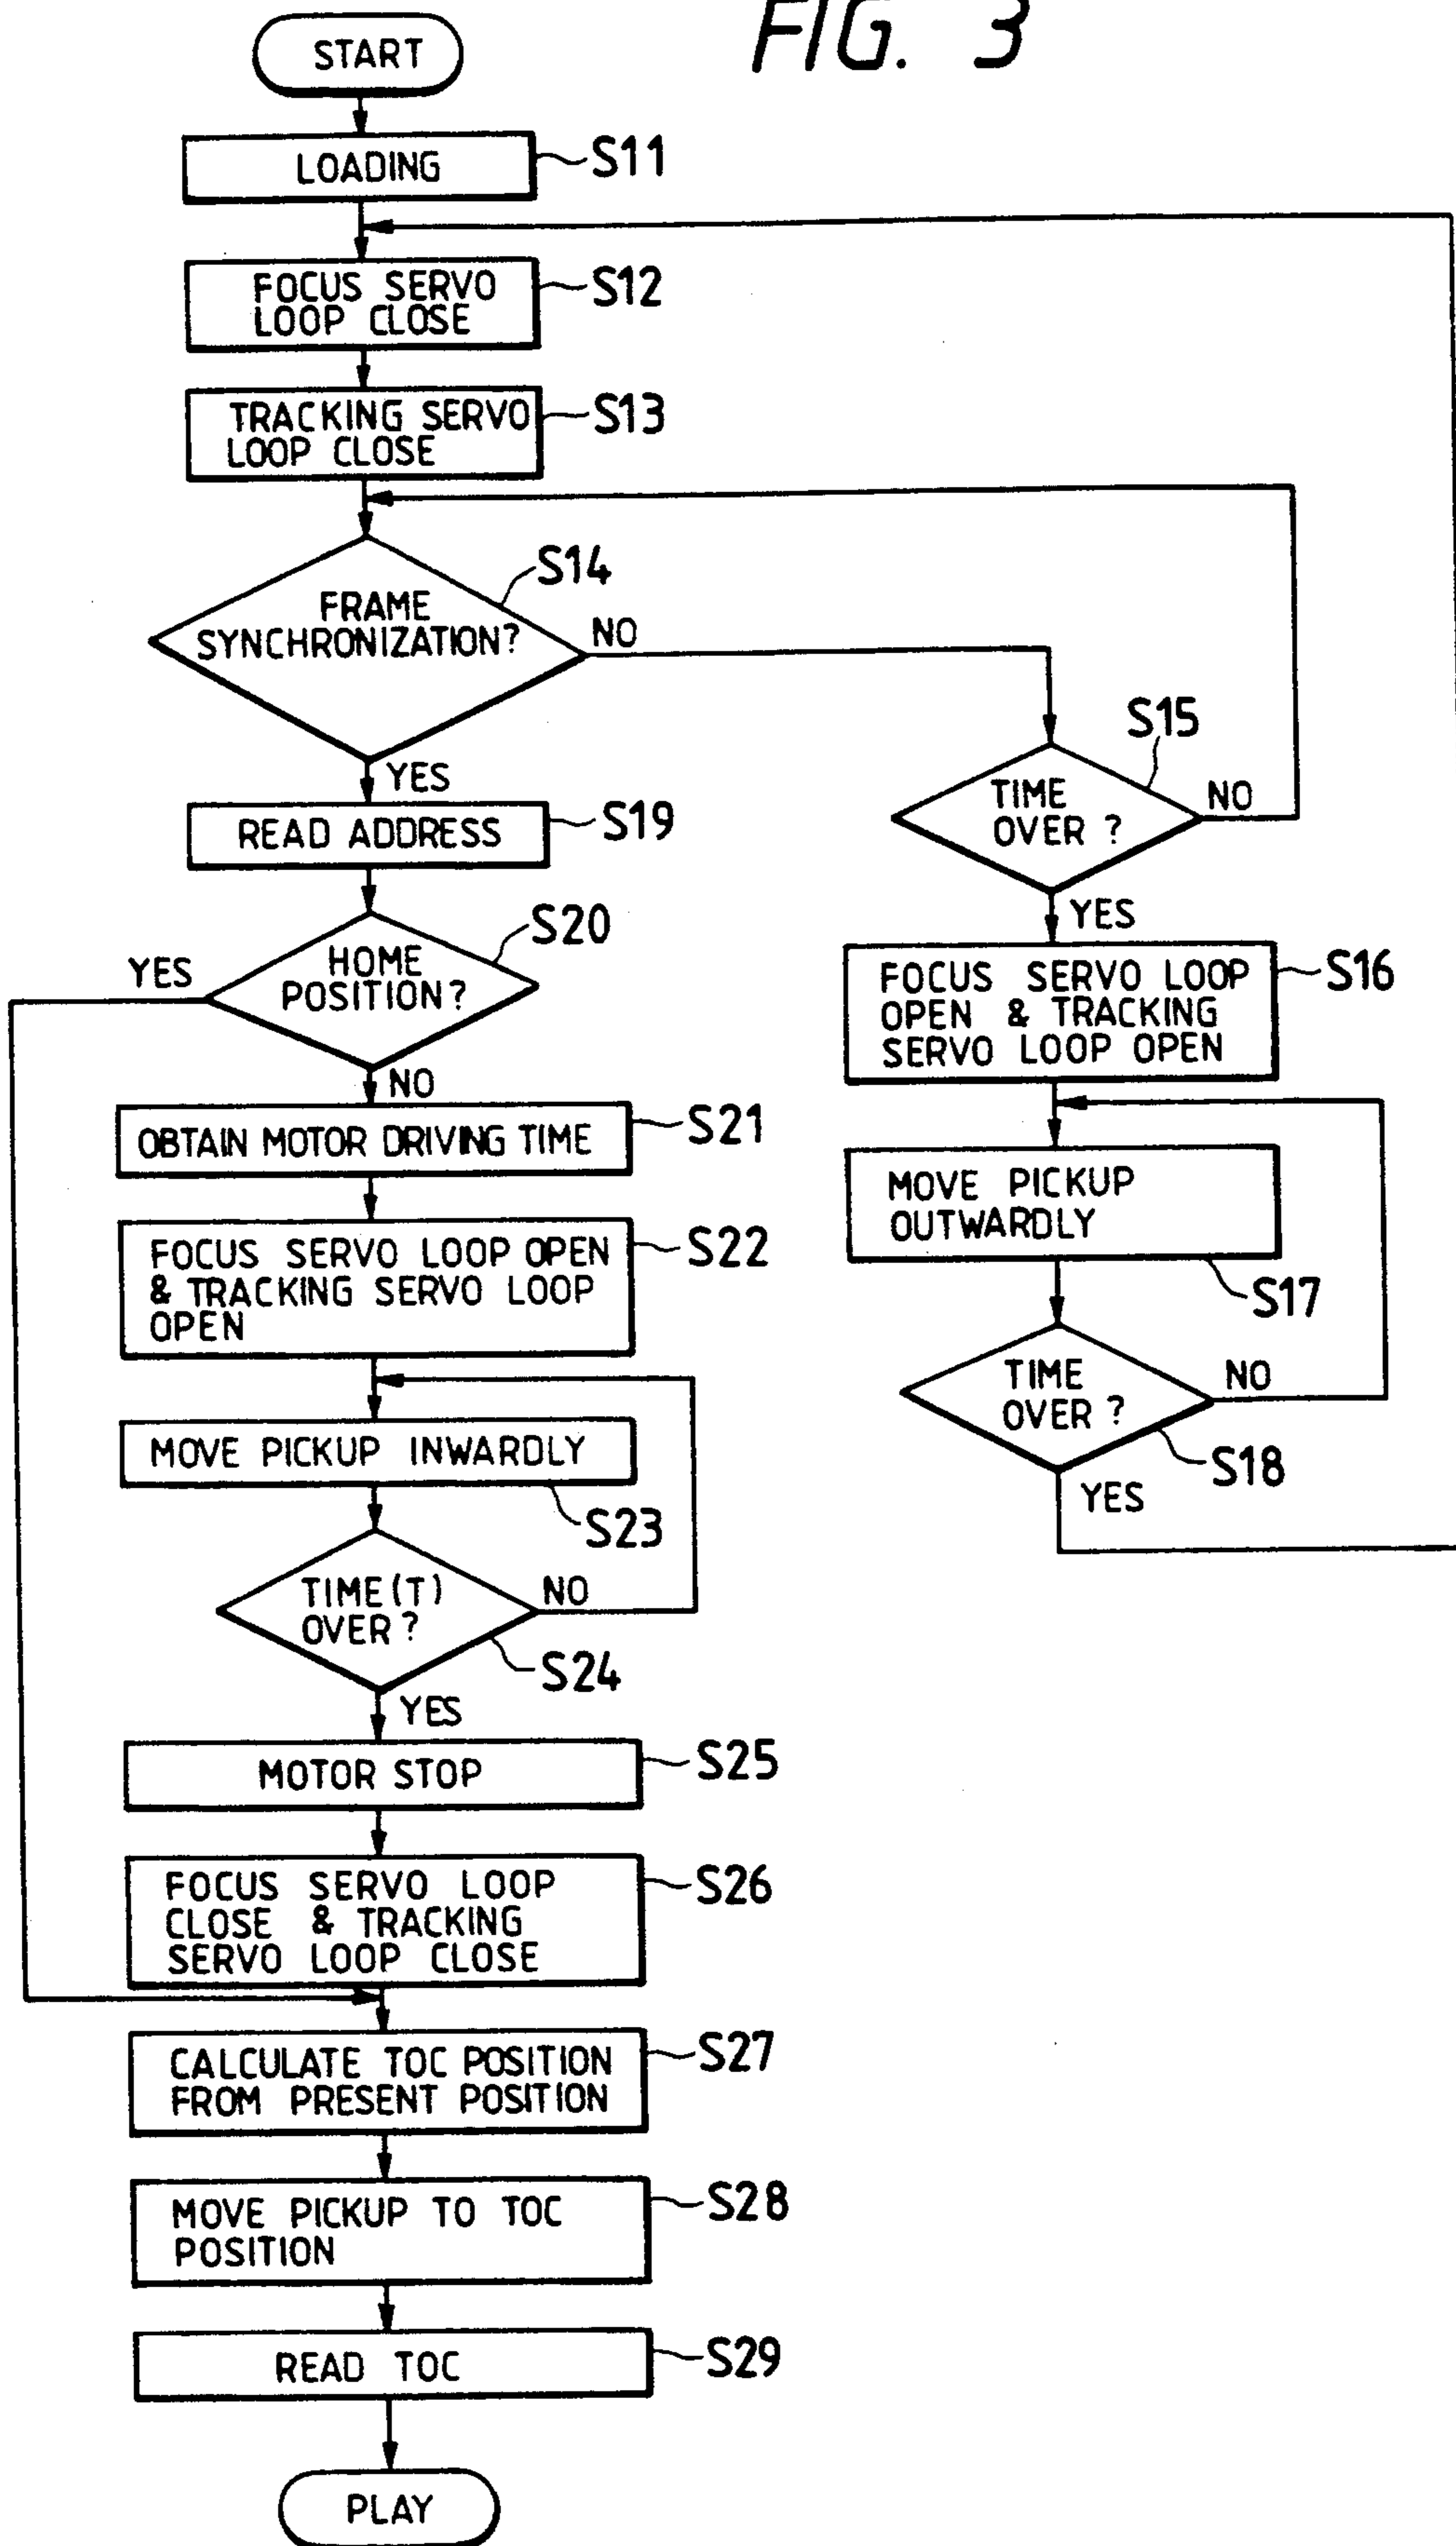 FIG. 3
START
LOADING
S11
FOCUS SERVO
LOOP CLOSE
S12
TRACKING SERVO
LOOP CLOSE
S13
FRAME
SYNCHRONIZATION?
S14
NO
YES
TIME
OVER ?
S15
NO
YES
FOCUS SERVO LOOP
OPEN & TRACKING
SERVO LOOP OPEN
S16
MOVE PICKUP
OUTWARDLY
S17
TIME
OVER ?
NO
S18
YES
READ ADDRESS
S19
HOME
POSITION?
S20
YES
NO
OBTAIN MOTOR DRIVING TIME
S21
FOCUS SERVO LOOP OPEN
& TRACKING SERVO LOOP
OPEN
S22
MOVE PICKUP INWARDLY
S23
TIME(T)
OVER ?
NO
S24
YES
MOTOR STOP
S25
FOCUS SERVO LOOP
CLOSE & TRACKING
SERVO LOOP CLOSE
S26
CALCULATE TOC POSITION
FROM PRESENT POSITION
S27
MOVE PICKUP TO TOC
POSITION
S28
READ TOC
S29
PLAY